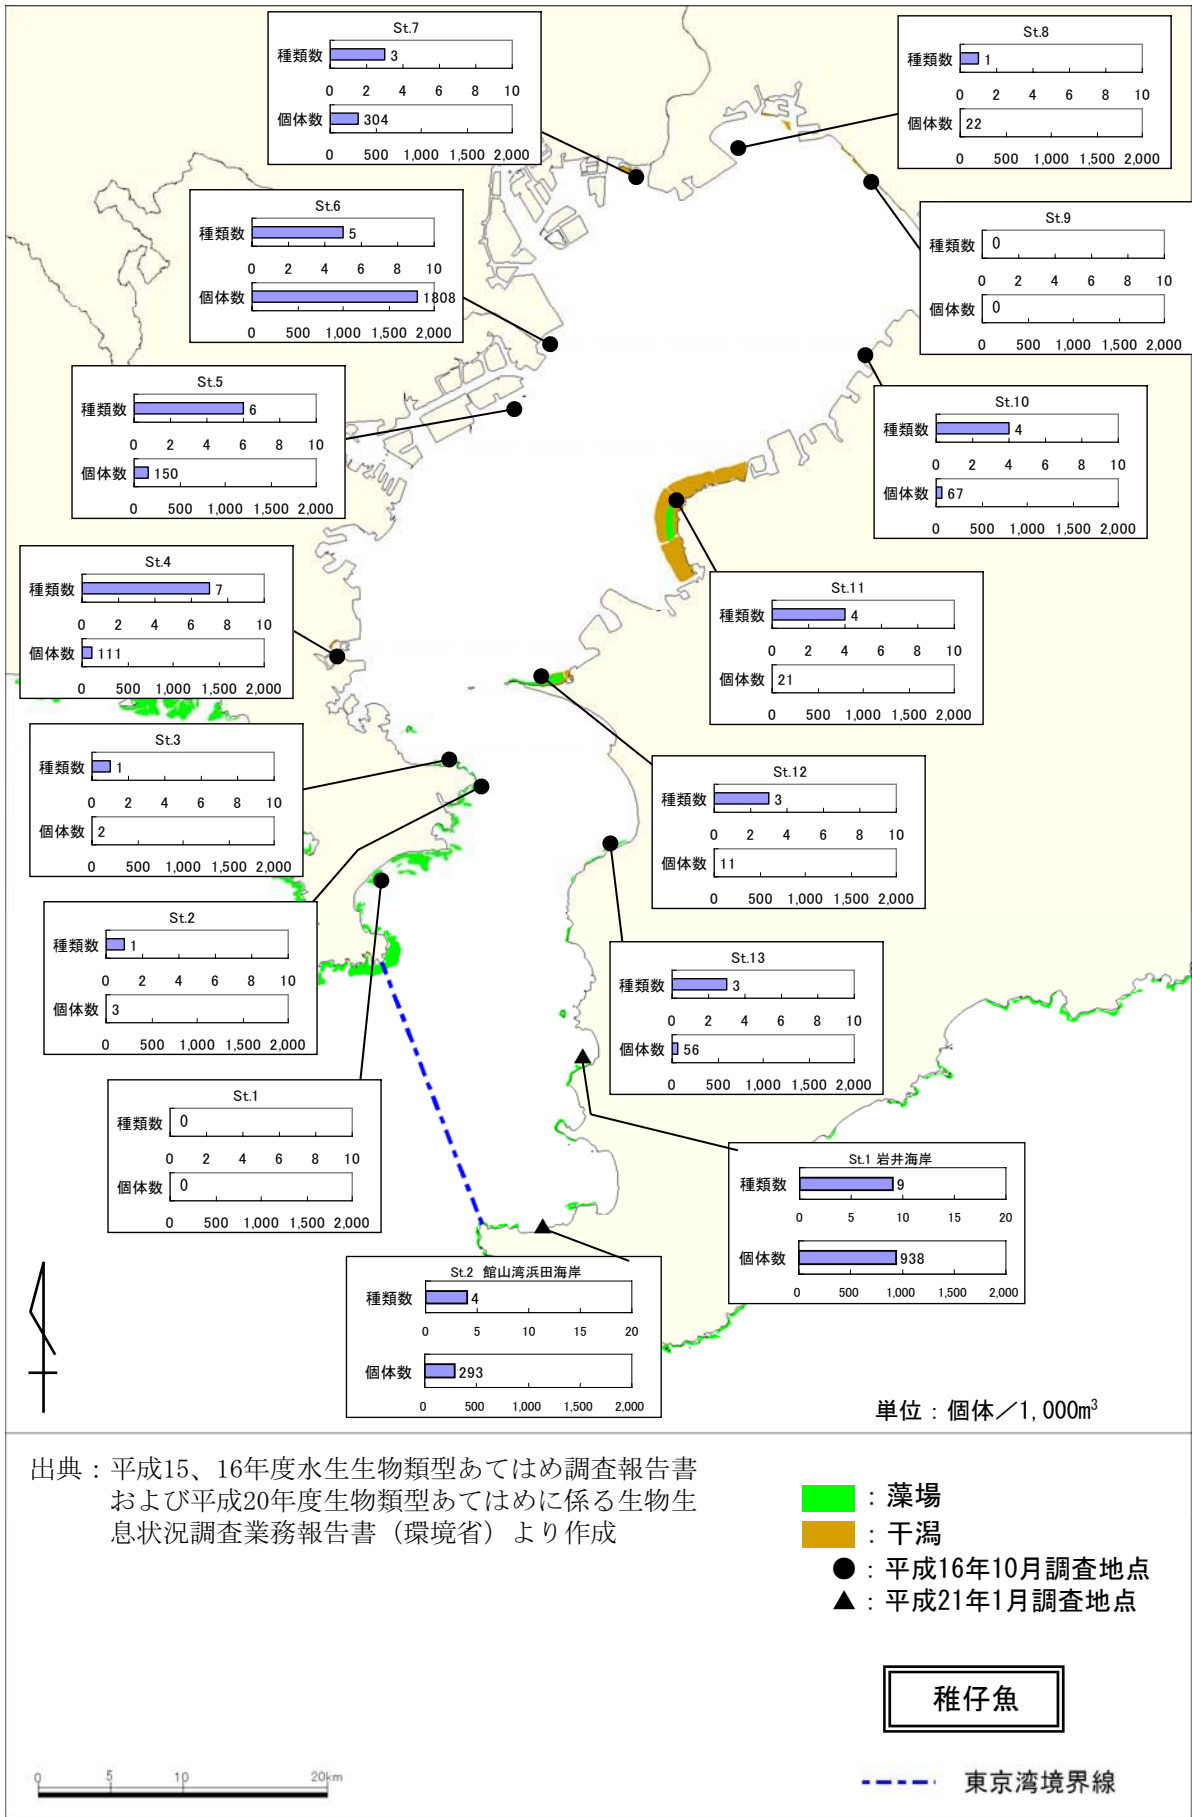 St.7
種類数 3
0 2 4 6 8 10
個体数 304
0 500 1,000 1,500 2,000
St.8
種類数 1
0 2 4 6 8 10
個体数 22
0 500 1,000 1,500 2,000
St.6
種類数 5
0 2 4 6 8 10
個体数 1808
0 500 1,000 1,500 2,000
St.9
種類数 0
0 2 4 6 8 10
個体数 0
0 500 1,000 1,500 2,000
St.5
種類数 6
0 2 4 6 8 10
個体数 150
0 500 1,000 1,500 2,000
St.10
種類数 4
0 2 4 6 8 10
個体数 67
0 500 1,000 1,500 2,000
St.4
種類数 7
0 2 4 6 8 10
個体数 111
0 500 1,000 1,500 2,000
St.11
種類数 4
0 2 4 6 8 10
個体数 21
0 500 1,000 1,500 2,000
St.3
種類数 1
0 2 4 6 8 10
個体数 2
0 500 1,000 1,500 2,000
St.12
種類数 3
0 2 4 6 8 10
個体数 11
0 500 1,000 1,500 2,000
St.2
種類数 1
0 2 4 6 8 10
個体数 3
0 500 1,000 1,500 2,000
St.13
種類数 3
0 2 4 6 8 10
個体数 56
0 500 1,000 1,500 2,000
St.1
種類数 0
0 2 4 6 8 10
個体数 0
0 500 1,000 1,500 2,000
St.1 岩井海岸
種類数 9
0 5 10 15 20
個体数 938
0 500 1,000 1,500 2,000
St.2 館山湾浜田海岸
種類数 4
0 5 10 15 20
個体数 293
0 500 1,000 1,500 2,000
単位:個体/1,000m³
出典:平成15、16年度水生生物類型あてはめ調査報告書
および平成20年度生物類型あてはめに係る生物生
息状況調査業務報告書(環境省)より作成
:藻場
:干潟
:平成16年10月調査地点
:平成21年1月調査地点
稚仔魚
0 5 10 20km
東京湾境界線